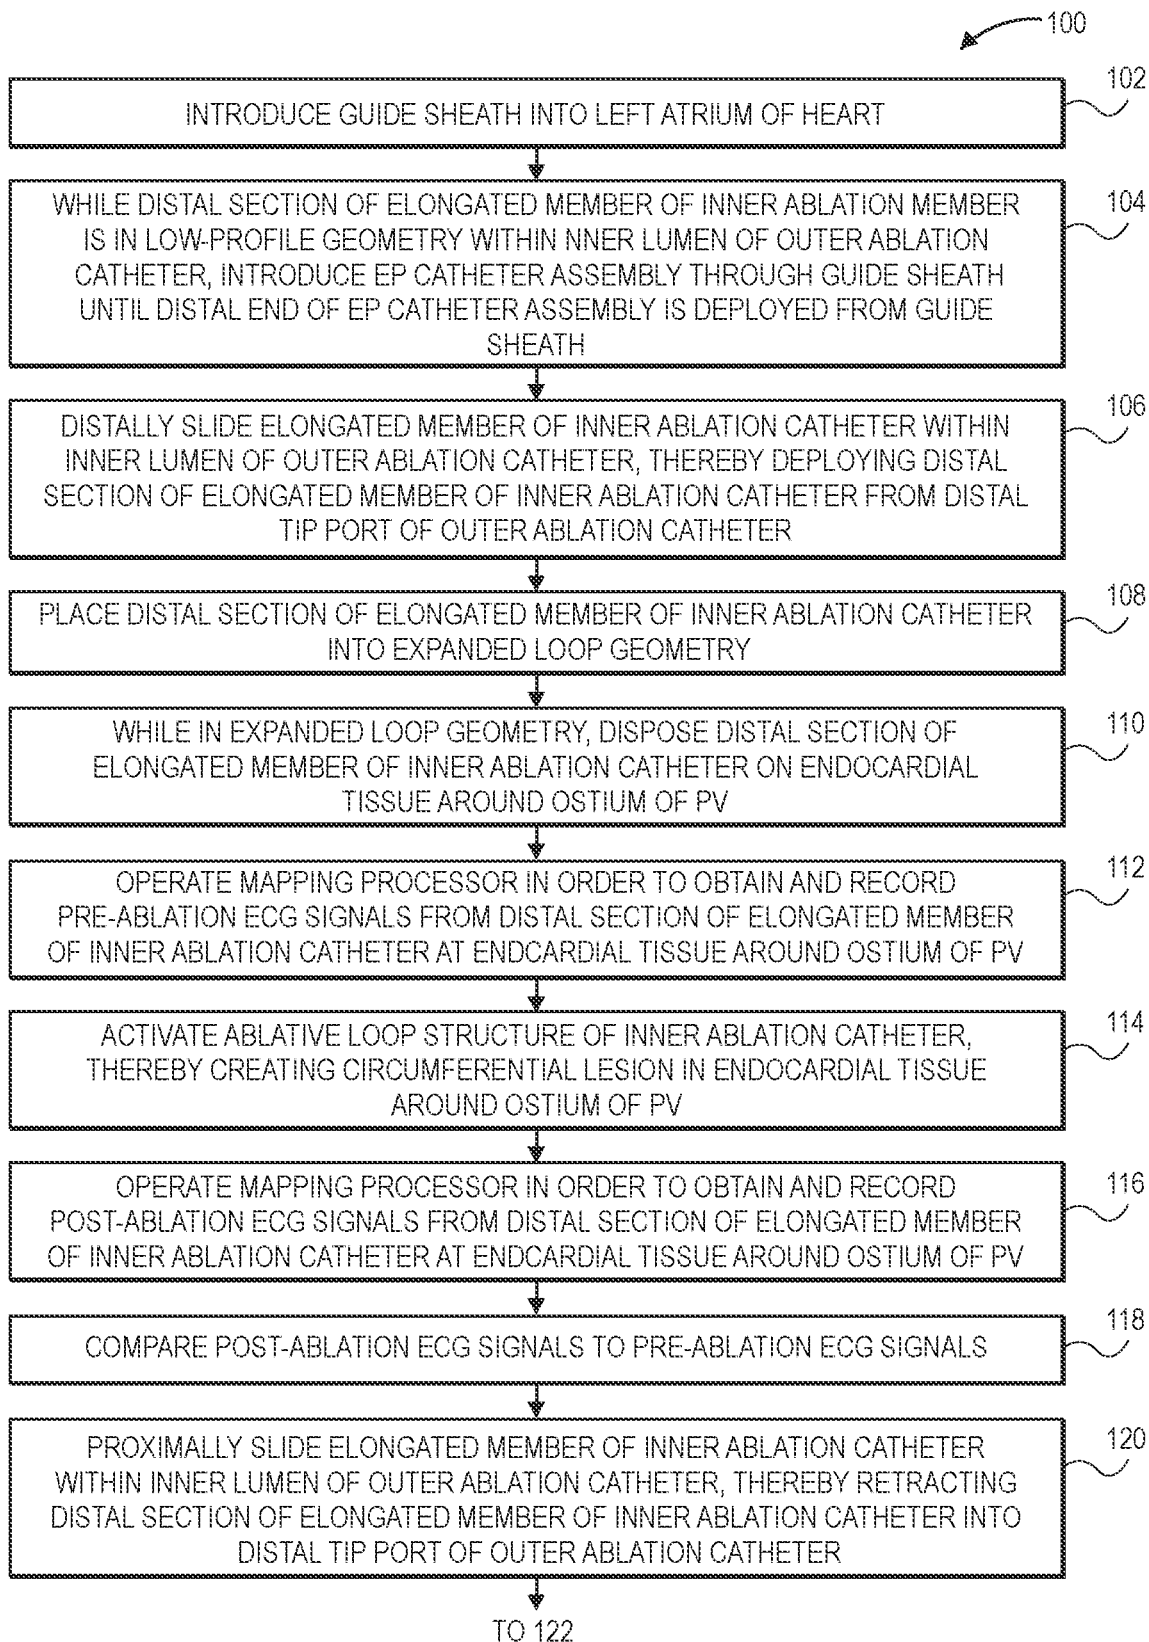 100
102
INTRODUCE GUIDE SHEATH INTO LEFT ATRIUM OF HEART
104
WHILE DISTAL SECTION OF ELONGATED MEMBER OF INNER ABLATION MEMBER
IS IN LOW-PROFILE GEOMETRY WITHIN NNER LUMEN OF OUTER ABLATION
CATHETER, INTRODUCE EP CATHETER ASSEMBLY THROUGH GUIDE SHEATH
UNTIL DISTAL END OF EP CATHETER ASSEMBLY IS DEPLOYED FROM GUIDE
SHEATH
106
DISTALLY SLIDE ELONGATED MEMBER OF INNER ABLATION CATHETER WITHIN
INNER LUMEN OF OUTER ABLATION CATHETER, THEREBY DEPLOYING DISTAL
SECTION OF ELONGATED MEMBER OF INNER ABLATION CATHETER FROM DISTAL
TIP PORT OF OUTER ABLATION CATHETER
108
PLACE DISTAL SECTION OF ELONGATED MEMBER OF INNER ABLATION CATHETER
INTO EXPANDED LOOP GEOMETRY
110
WHILE IN EXPANDED LOOP GEOMETRY, DISPOSE DISTAL SECTION OF
ELONGATED MEMBER OF INNER ABLATION CATHETER ON ENDOCARDIAL
TISSUE AROUND OSTIUM OF PV
112
OPERATE MAPPING PROCESSOR IN ORDER TO OBTAIN AND RECORD
PRE-ABLATION ECG SIGNALS FROM DISTAL SECTION OF ELONGATED MEMBER
OF INNER ABLATION CATHETER AT ENDCARDIAL TISSUE AROUND OSTIUM OF PV
114
ACTIVATE ABLATIVE LOOP STRUCTURE OF INNER ABLATION CATHETER,
THEREBY CREATING CIRCUMFERENTIAL LESION IN ENDOCARDIAL TISSUE
AROUND OSTIUM OF PV
116
OPERATE MAPPING PROCESSOR IN ORDER TO OBTAIN AND RECORD
POST-ABLATION ECG SIGNALS FROM DISTAL SECTION OF ELONGATED MEMBER
OF INNER ABLATION CATHETER AT ENDCARDIAL TISSUE AROUND OSTIUM OF PV
118
COMPARE POST-ABLATION ECG SIGNALS TO PRE-ABLATION ECG SIGNALS
120
PROXIMALLY SLIDE ELONGATED MEMBER OF INNER ABLATION CATHETER
WITHIN INNER LUMEN OF OUTER ABLATION CATHETER, THEREBY RETRACTING
DISTAL SECTION OF ELONGATED MEMBER OF INNER ABLATION CATHETER INTO
DISTAL TIP PORT OF OUTER ABLATION CATHETER
TO 122